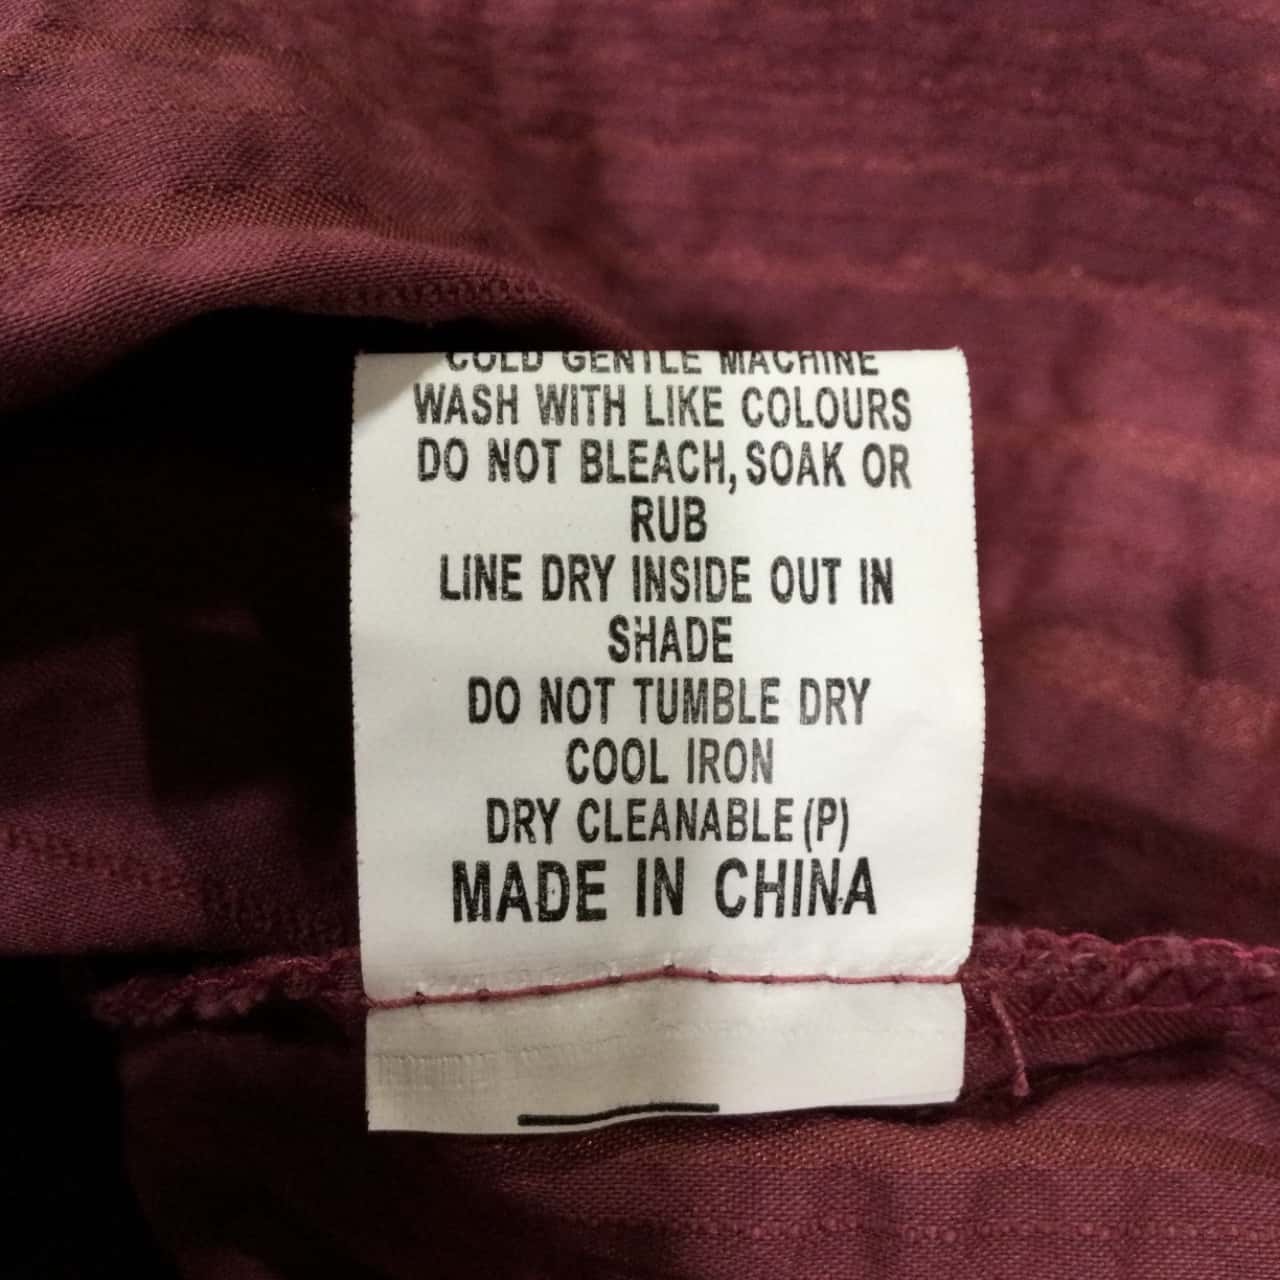 COLD GENTLE MACHINE
WASH WITH LIKE COLOURS
DO NOT BLEACH, SOAK OR
RUB
LINE DRY INSIDE OUT IN
SHADE
DO NOT TUMBLE DRY
COOL IRON
DRY CLEANABLE (P)
MADE IN CHINA